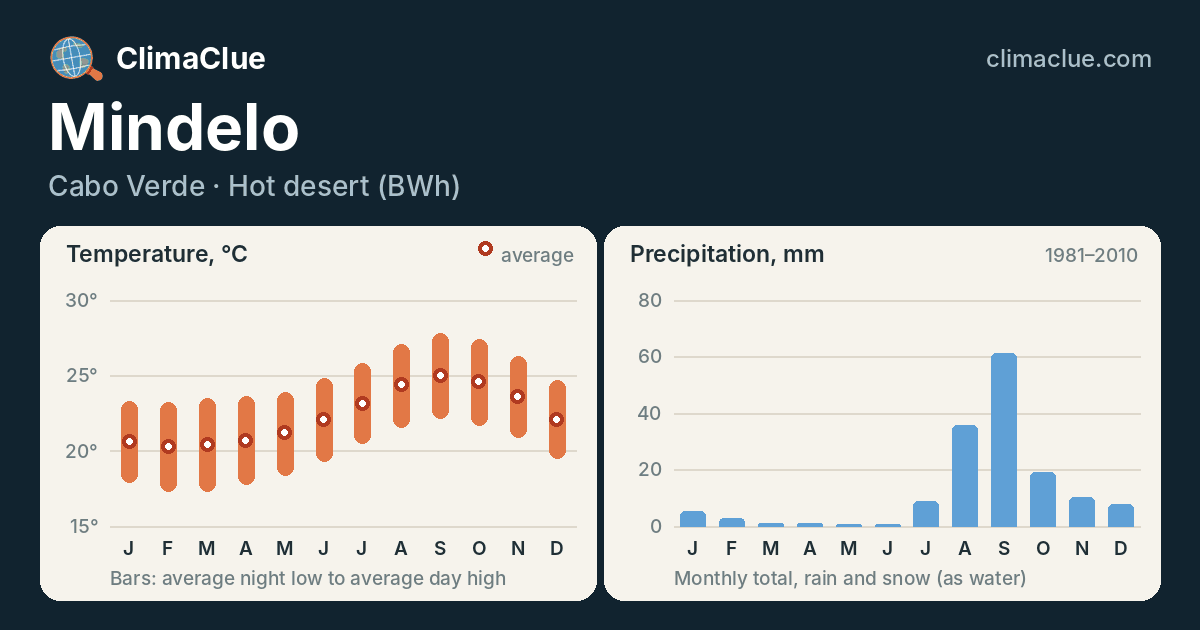 ClimaClue
climaclue.com
Mindelo
Cabo Verde · Hot desert (BWh)
Temperature, °C
average
30°
25°
20°
15°
J F M A M J J A S O N D
Bars: average night low to average day high
Precipitation, mm
1981–2010
80
60
40
20
0
J F M A M J J A S O N D
Monthly total, rain and snow (as water)